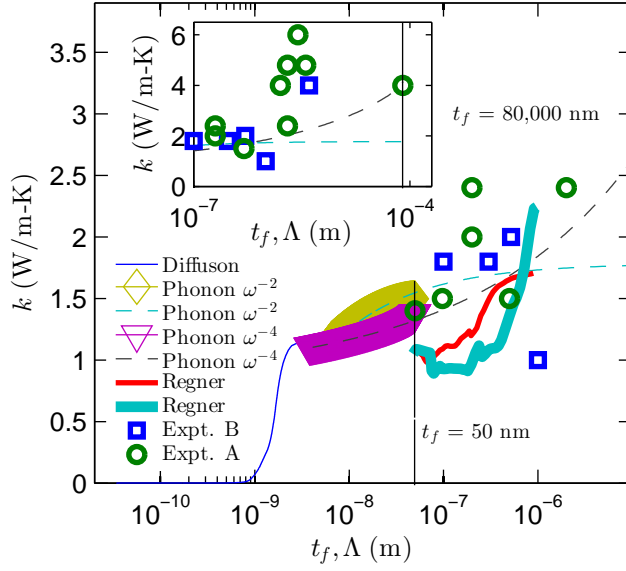 6
4
2
0
k (W/m-K)
10⁻⁷
10⁻⁴
t_f, Λ (m)
t_f = 80,000 nm
3.5
3
2.5
2
1.5
1
0.5
0
k (W/m-K)
Diffuson
Phonon ω⁻²
Phonon ω⁻²
Phonon ω⁻⁴
Phonon ω⁻⁴
Regner
Regner
Expt. B
Expt. A
t_f = 50 nm
10⁻¹⁰
10⁻⁹
10⁻⁸
10⁻⁷
10⁻⁶
t_f, Λ (m)